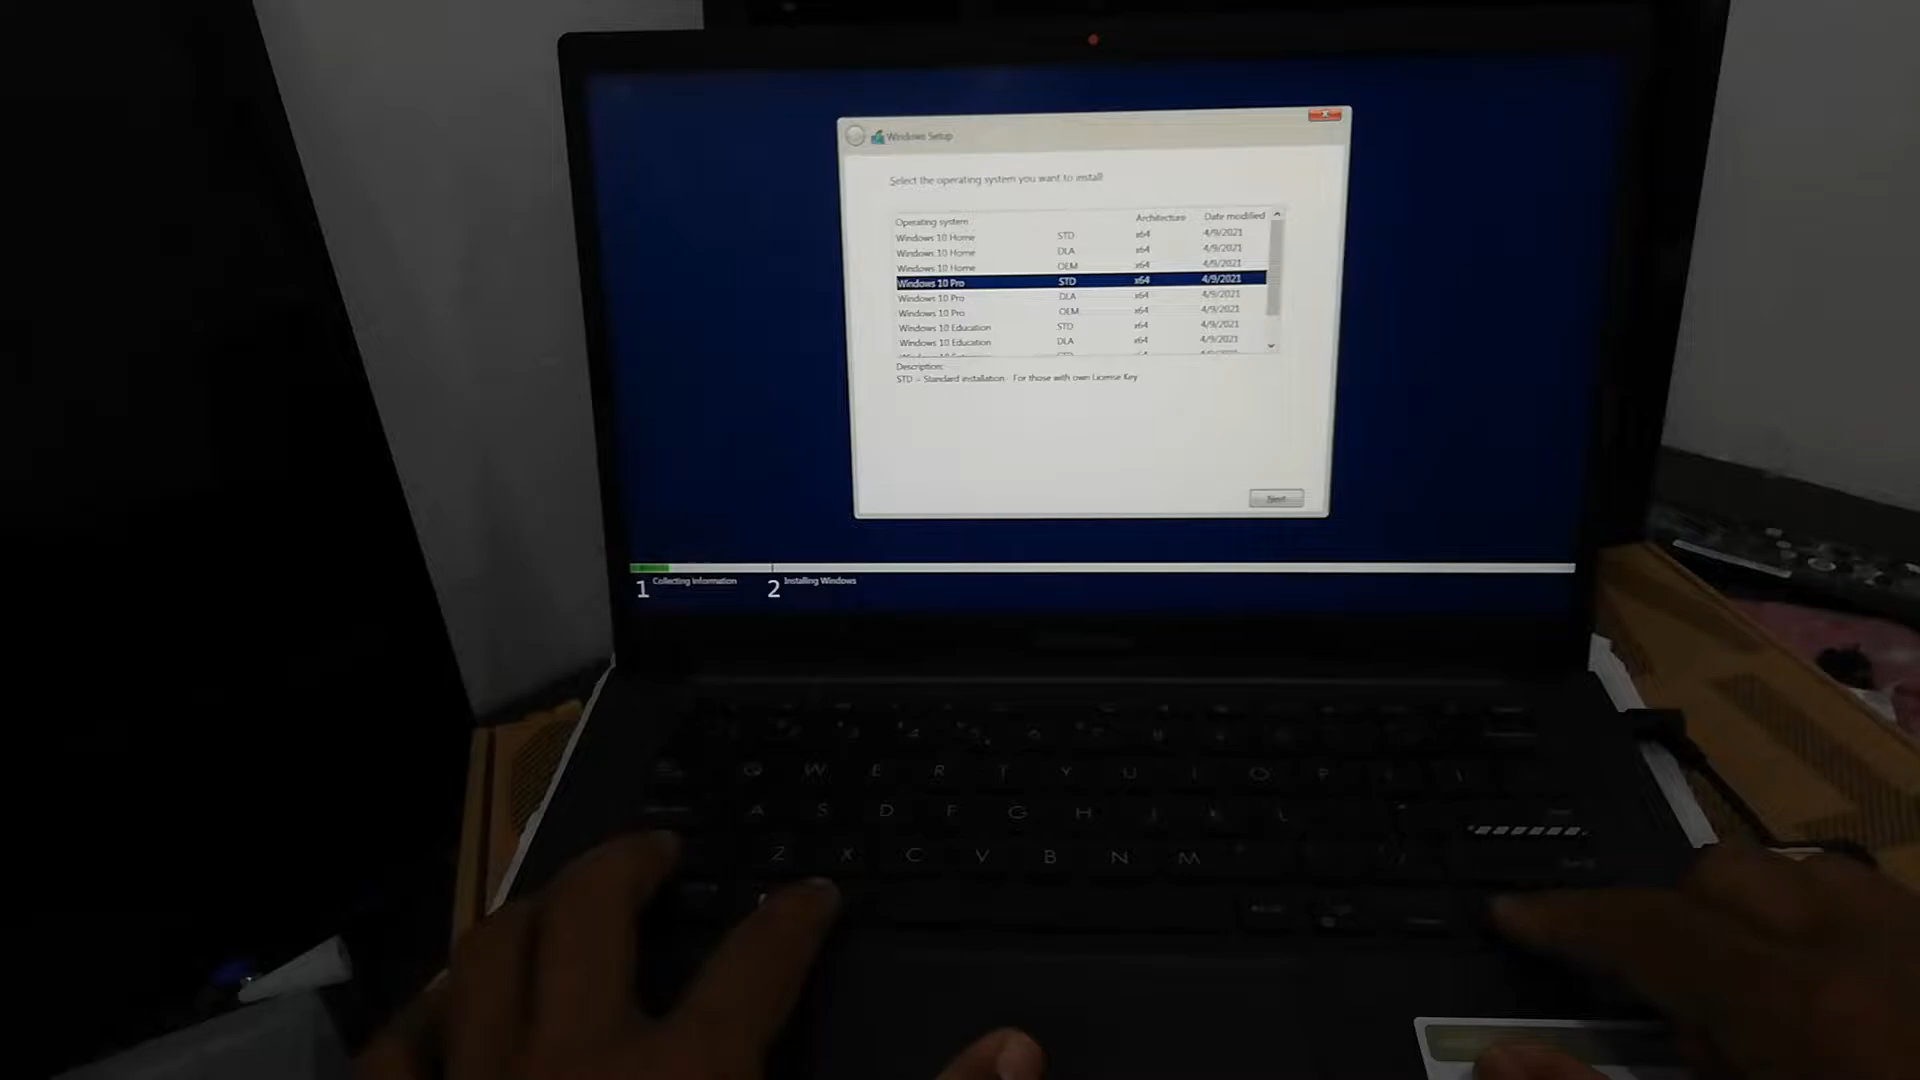 Windows Setup
Select the operating system you want to install
Operating system Architecture Date modified
Windows 10 Home STD x64 4/9/2021
Windows 10 Home DLA x64 4/9/2021
Windows 10 Home OEM x64 4/9/2021
Windows 10 Pro STD x64 4/9/2021
Windows 10 Pro DLA x64 4/9/2021
Windows 10 Pro OEM x64 4/9/2021
Windows 10 Education STD x64 4/9/2021
Windows 10 Education DLA x64 4/9/2021
Description:
STD - Standard installation For those with own License Key
Next
1 Collecting information 2 Installing Windows
Q W E R T Y U I O P
A S D F G H J K L
Z X C V B N M